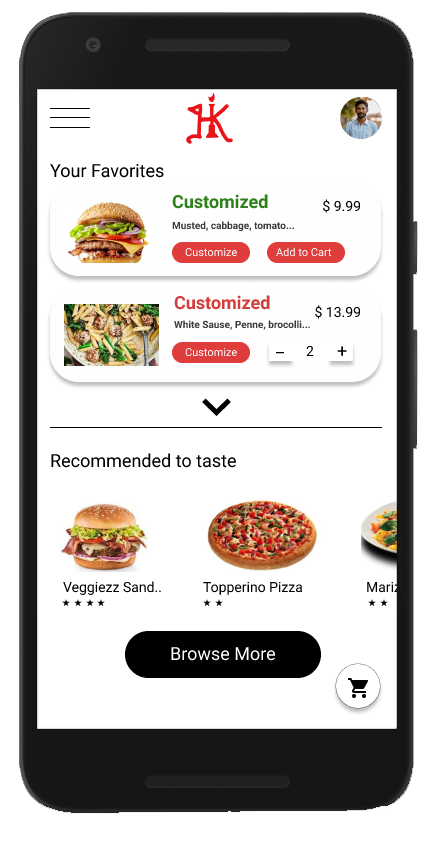 HK
Your Favorites
Customized
$ 9.99
Musted, cabbage, tomato...
Customize
Add to Cart
Customized
$ 13.99
White Sause, Penne, brocolli...
Customize
– 2 +
Recommended to taste
Veggiezz Sand.. Topperino Pizza Mariz
Browse More